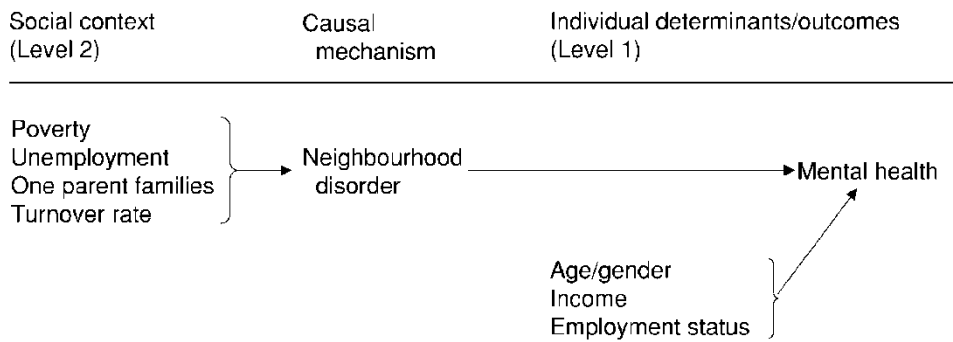 Social context
(Level 2)
Causal
mechanism
Individual determinants/outcomes
(Level 1)
Poverty
Unemployment
One parent families
Turnover rate
Neighbourhood
disorder
Mental health
Age/gender
Income
Employment status